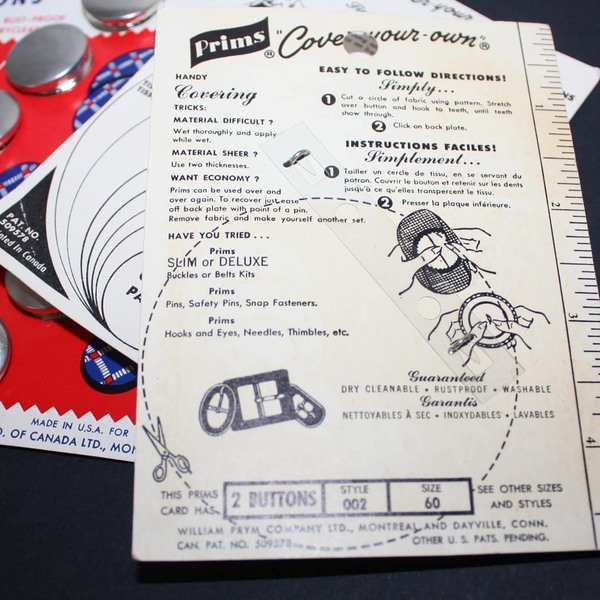 Prims® "Cover your-own"®
HANDY
Covering
TRICKS:
MATERIAL DIFFICULT ?
Wet thoroughly and apply
while wet.
MATERIAL SHEER ?
Use two thicknesses.
WANT ECONOMY ?
Prims can be used over and
over again. To recover just ease
off back plate with point of a pin.
Remove fabric and make yourself another set.
HAVE YOU TRIED . . .
Prims
SLIM or DELUXE
Buckles or Belts Kits
Prims
Pins, Safety Pins, Snap Fasteners.
Prims
Hooks and Eyes, Needles, Thimbles, etc.
EASY TO FOLLOW DIRECTIONS!
Simply...
1 Cut a circle of fabric using pattern. Stretch
over button and hook to teeth, until teeth
show through.
2 Click on back plate.
INSTRUCTIONS FACILES!
Simplement...
1 Tailler un cercle de tissu, en se servant du
patron. Couvrir le bouton et retenir sur les dents
jusqu'à ce qu'elles transpercent le tissu.
2 Presser la plaque inférieure.
Guaranteed
DRY CLEANABLE • RUSTPROOF • WASHABLE
Garantis
NETTOYABLES À SEC • INOXYDABLES • LAVABLES
THIS PRIMS
CARD HAS
2 BUTTONS
STYLE
002
SIZE
60
SEE OTHER SIZES
AND STYLES
WILLIAM PRYM COMPANY LTD., MONTREAL AND DAYVILLE, CONN.
CAN. PAT. NO. 509578
OTHER U. S. PATS. PENDING.
1
2
3
4
RUST-PROOF
PAT. NO.
509578
Printed in Canada
MADE IN U.S.A. FOR
O. OF CANADA LTD., MON